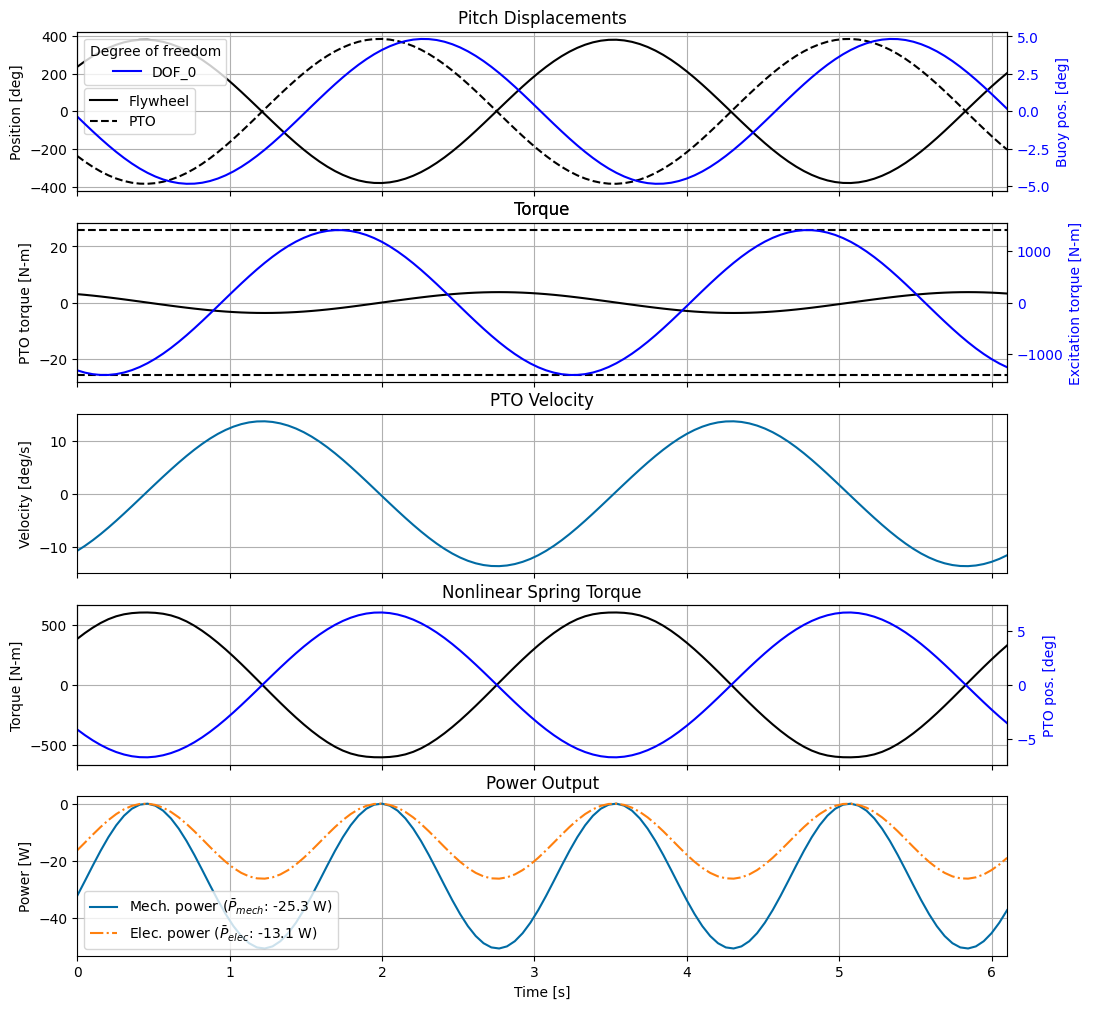 Pitch Displacements
Position [deg]
400
200
0
−200
−400
Degree of freedom
DOF_0
Flywheel
PTO
5.0
2.5
0.0
−2.5
−5.0
Buoy pos. [deg]
Torque
PTO torque [N-m]
20
0
−20
1000
0
−1000
Excitation torque [N-m]
PTO Velocity
Velocity [deg/s]
10
0
−10
Nonlinear Spring Torque
Torque [N-m]
500
0
−500
5
0
−5
PTO pos. [deg]
Power Output
Power [W]
0
−20
−40
Mech. power (P̄mech: -25.3 W)
Elec. power (P̄elec: -13.1 W)
0 1 2 3 4 5 6
Time [s]